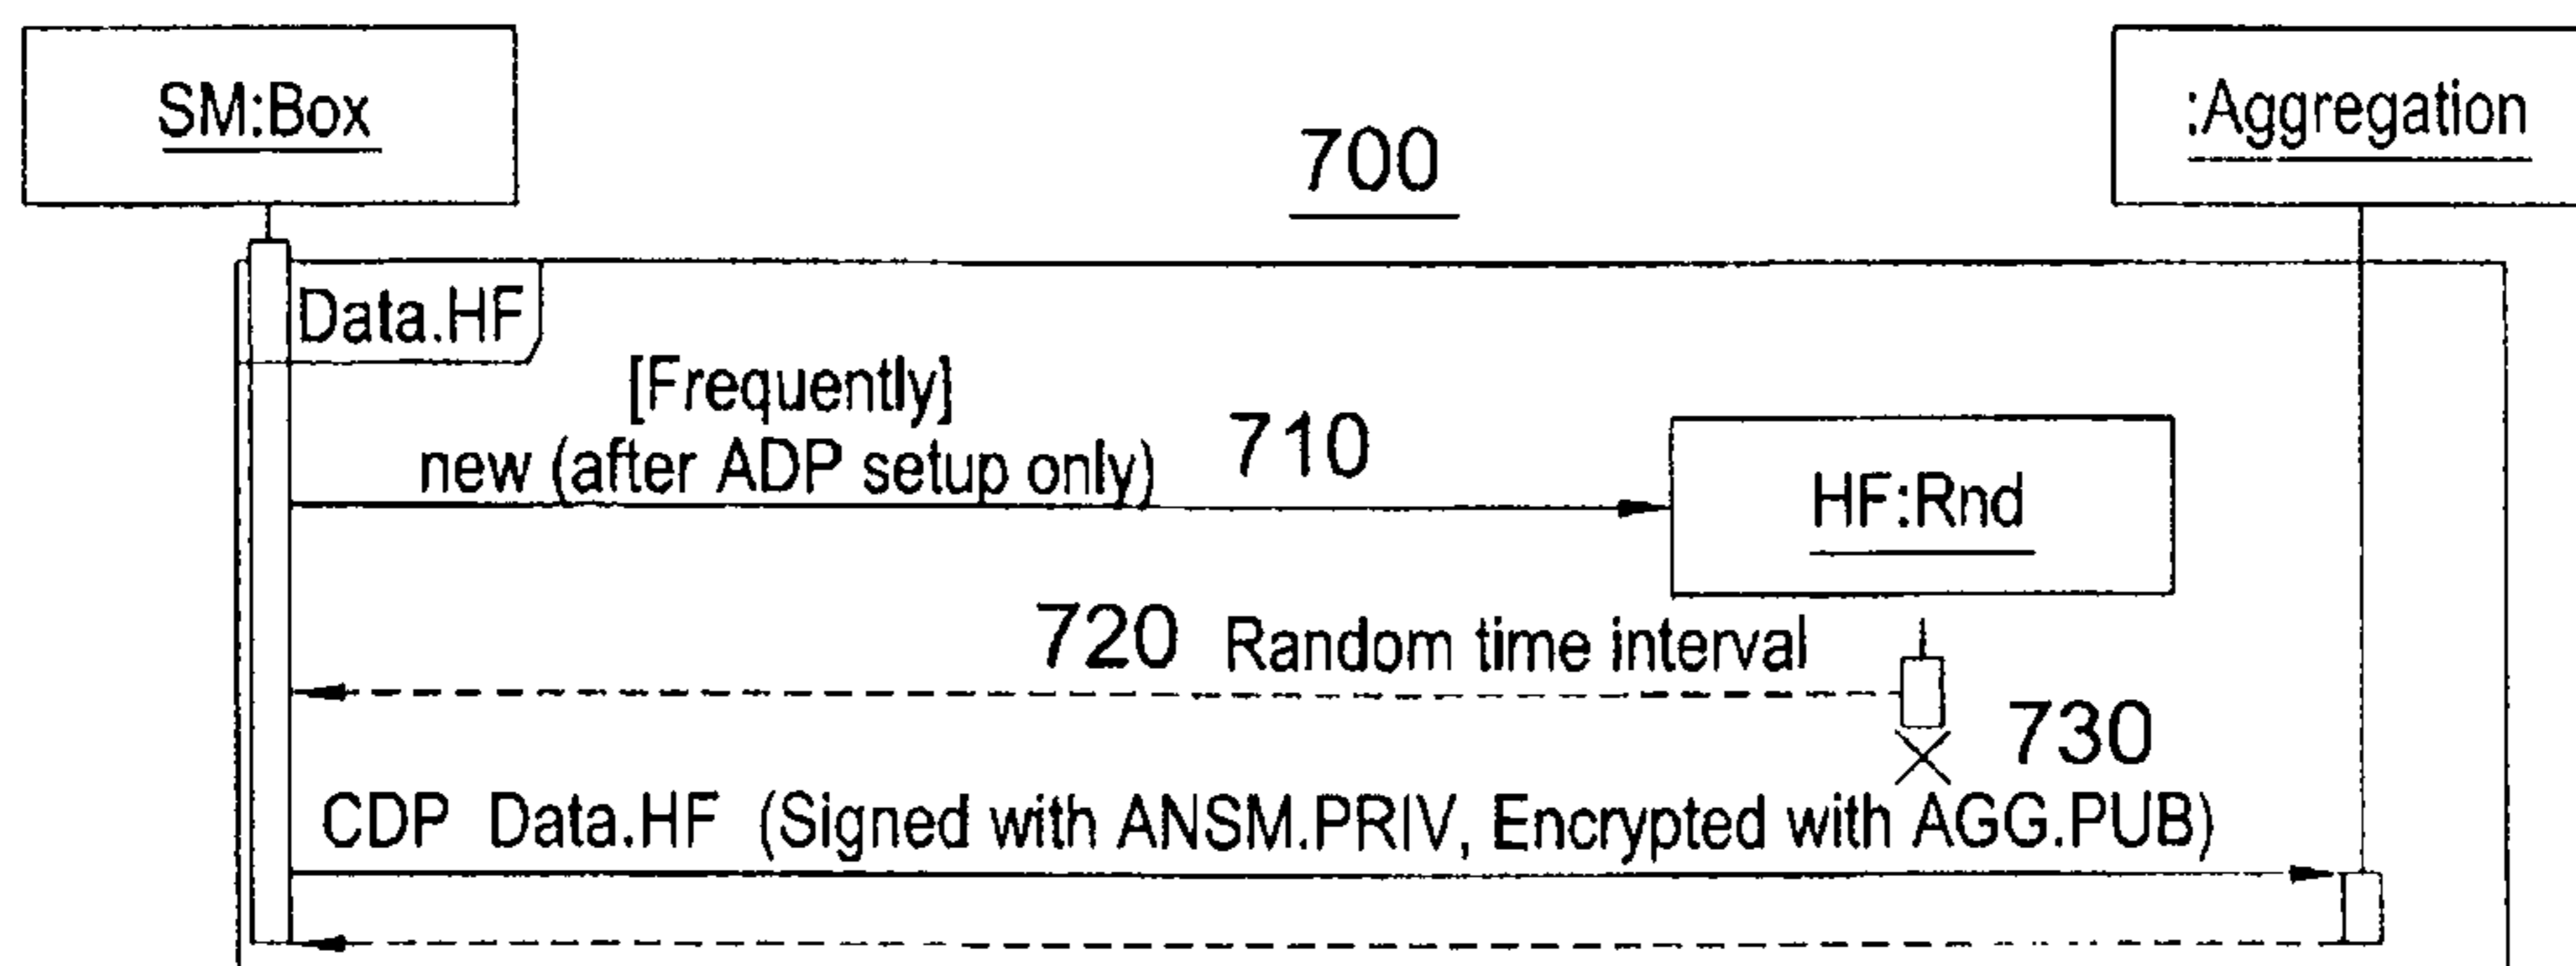 SM:Box
:Aggregation
700
Data.HF
[Frequently]
new (after ADP setup only)
710
HF:Rnd
720 Random time interval
730
CDP Data.HF (Signed with ANSM.PRIV, Encrypted with AGG.PUB)